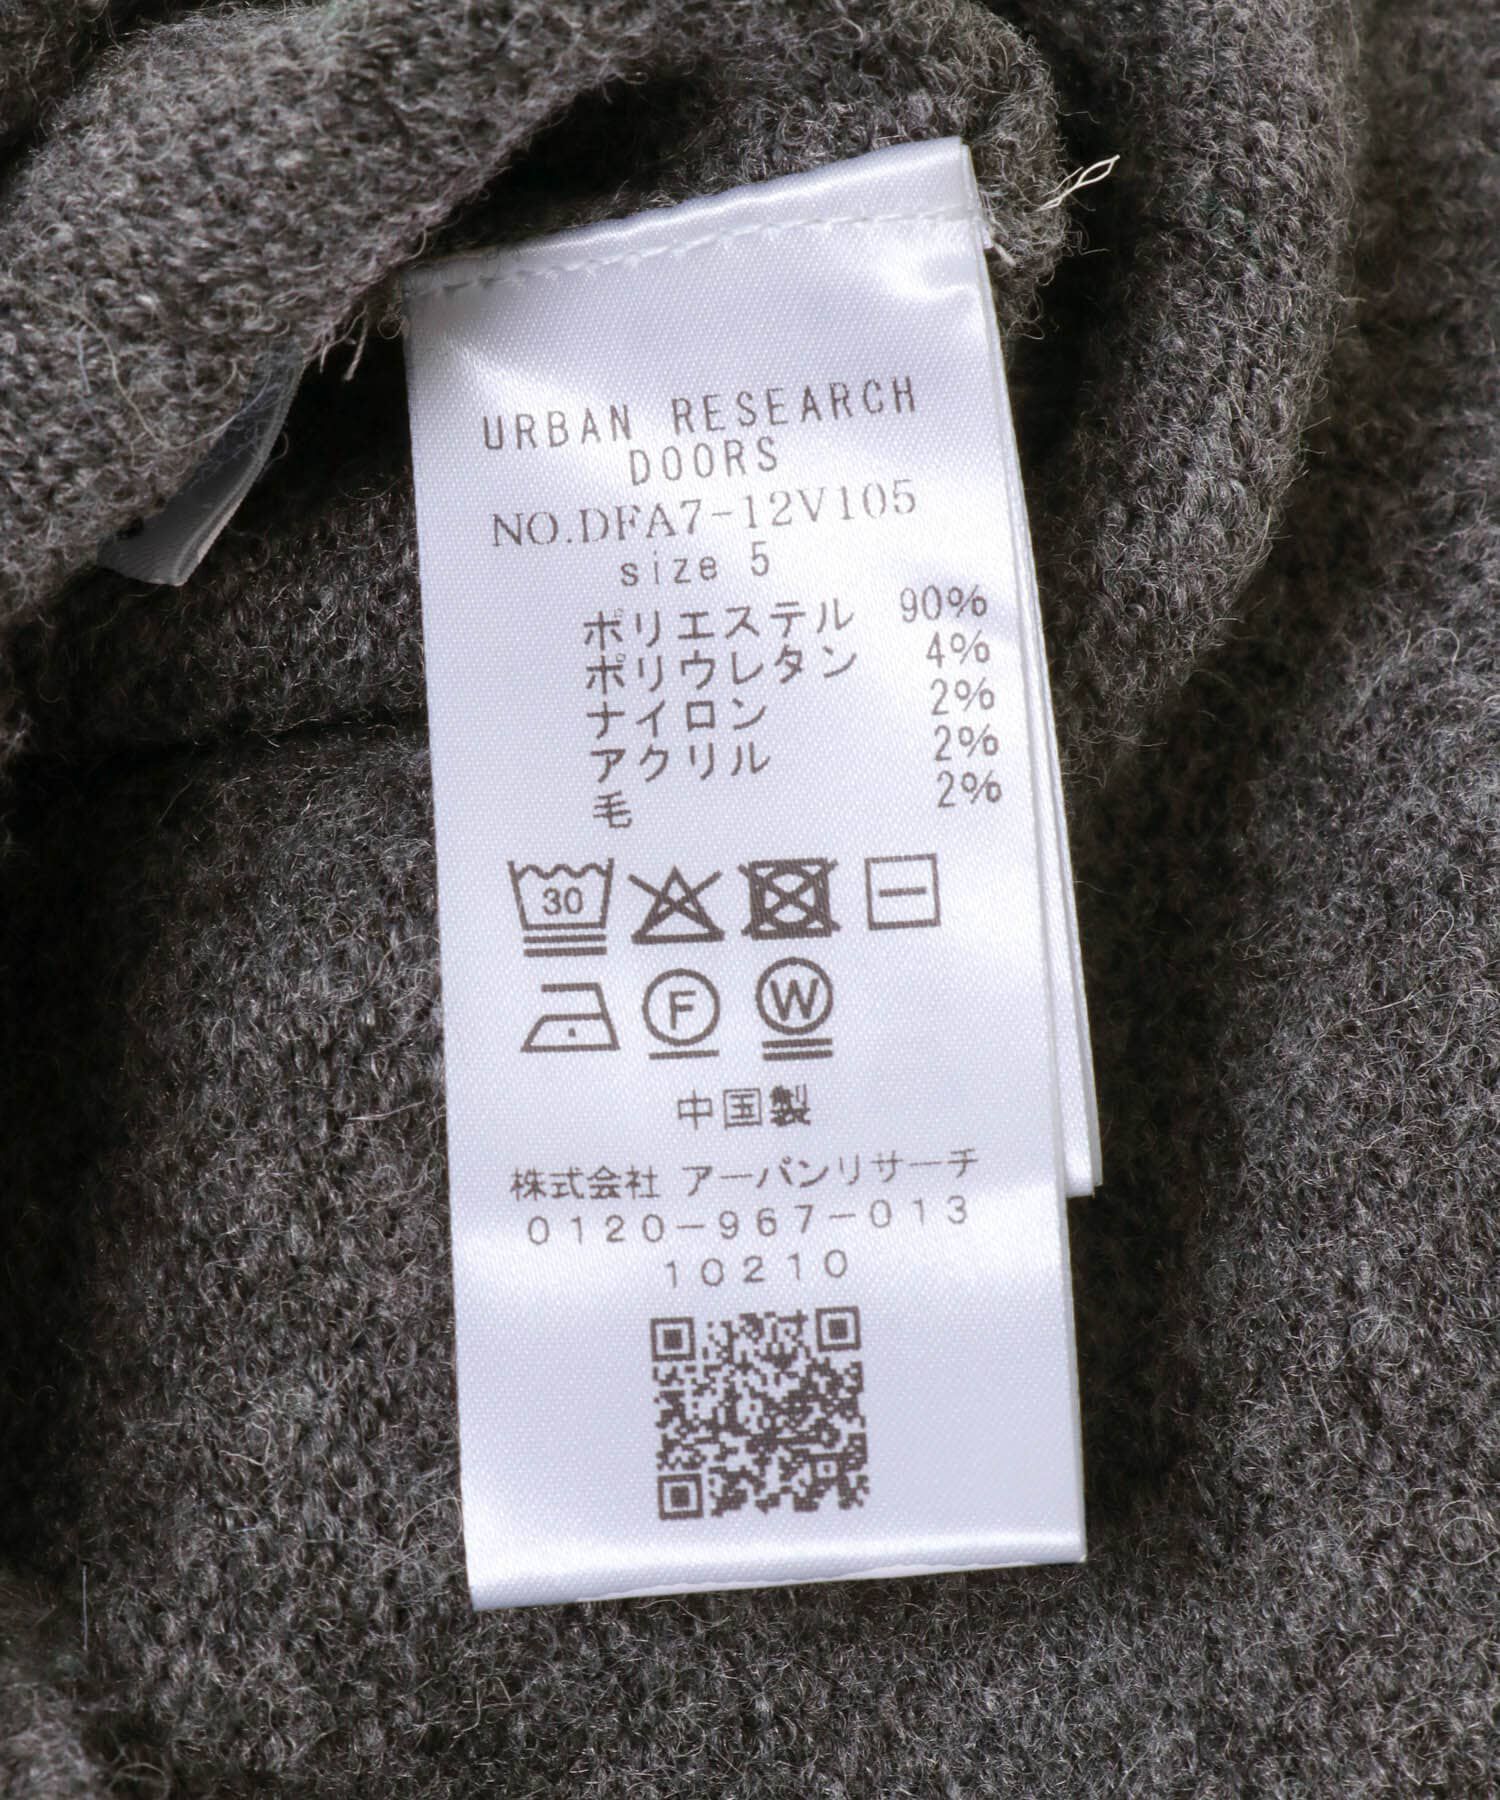 URBAN RESEARCH
DOORS
NO.DFA7-12V105
size 5
ポリエステル 90%
ポリウレタン 4%
ナイロン 2%
アクリル 2%
毛 2%
30
F W
中国製
株式会社 アーバンリサーチ
0120-967-013
10210